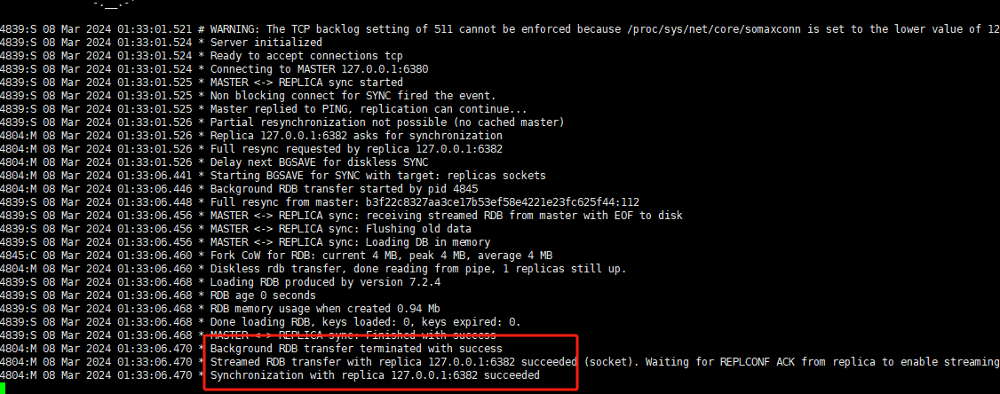 -.__.-'
4839:S 08 Mar 2024 01:33:01.521 # WARNING: The TCP backlog setting of 511 cannot be enforced because /proc/sys/net/core/somaxconn is set to the lower value of 12
4839:S 08 Mar 2024 01:33:01.524 * Server initialized
4839:S 08 Mar 2024 01:33:01.524 * Ready to accept connections tcp
4839:S 08 Mar 2024 01:33:01.524 * Connecting to MASTER 127.0.0.1:6380
4839:S 08 Mar 2024 01:33:01.525 * MASTER <-> REPLICA sync started
4839:S 08 Mar 2024 01:33:01.525 * Non blocking connect for SYNC fired the event.
4839:S 08 Mar 2024 01:33:01.525 * Master replied to PING, replication can continue...
4839:S 08 Mar 2024 01:33:01.526 * Partial resynchronization not possible (no cached master)
4804:M 08 Mar 2024 01:33:01.526 * Replica 127.0.0.1:6382 asks for synchronization
4804:M 08 Mar 2024 01:33:01.526 * Full resync requested by replica 127.0.0.1:6382
4804:M 08 Mar 2024 01:33:01.526 * Delay next BGSAVE for diskless SYNC
4804:M 08 Mar 2024 01:33:06.441 * Starting BGSAVE for SYNC with target: replicas sockets
4804:M 08 Mar 2024 01:33:06.446 * Background RDB transfer started by pid 4845
4839:S 08 Mar 2024 01:33:06.448 * Full resync from master: b3f22c8327aa3ce17b53ef58e4221e23fc625f44:112
4839:S 08 Mar 2024 01:33:06.456 * MASTER <-> REPLICA sync: receiving streamed RDB from master with EOF to disk
4839:S 08 Mar 2024 01:33:06.456 * MASTER <-> REPLICA sync: Flushing old data
4839:S 08 Mar 2024 01:33:06.456 * MASTER <-> REPLICA sync: Loading DB in memory
4845:C 08 Mar 2024 01:33:06.460 * Fork CoW for RDB: current 4 MB, peak 4 MB, average 4 MB
4804:M 08 Mar 2024 01:33:06.460 * Diskless rdb transfer, done reading from pipe, 1 replicas still up.
4839:S 08 Mar 2024 01:33:06.468 * Loading RDB produced by version 7.2.4
4839:S 08 Mar 2024 01:33:06.468 * RDB age 0 seconds
4839:S 08 Mar 2024 01:33:06.468 * RDB memory usage when created 0.94 Mb
4839:S 08 Mar 2024 01:33:06.468 * Done loading RDB, keys loaded: 0, keys expired: 0.
4839:S 08 Mar 2024 01:33:06.468 * MASTER <-> REPLICA sync: Finished with success
4804:M 08 Mar 2024 01:33:06.470 * Background RDB transfer terminated with success
4804:M 08 Mar 2024 01:33:06.470 * Streamed RDB transfer with replica 127.0.0.1:6382 succeeded (socket). Waiting for REPLCONF ACK from replica to enable streaming
4804:M 08 Mar 2024 01:33:06.470 * Synchronization with replica 127.0.0.1:6382 succeeded